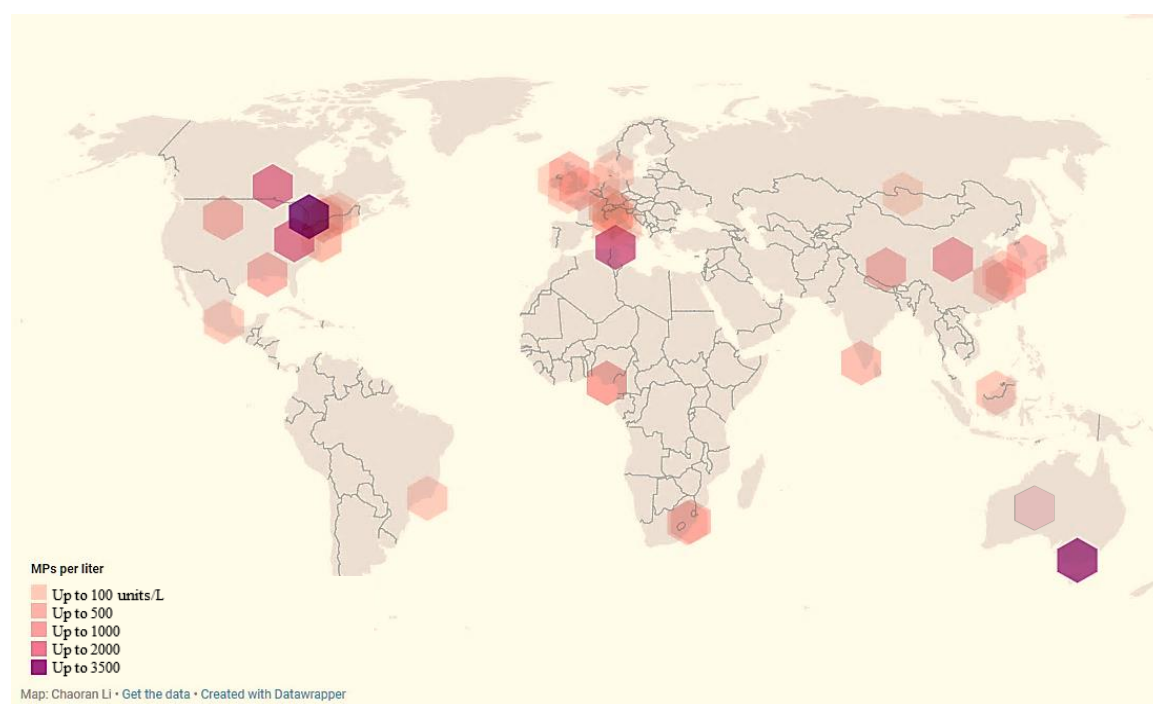 MPs per liter
Up to 100 units/L
Up to 500
Up to 1000
Up to 2000
Up to 3500
Map: Chaoran Li • Get the data • Created with Datawrapper